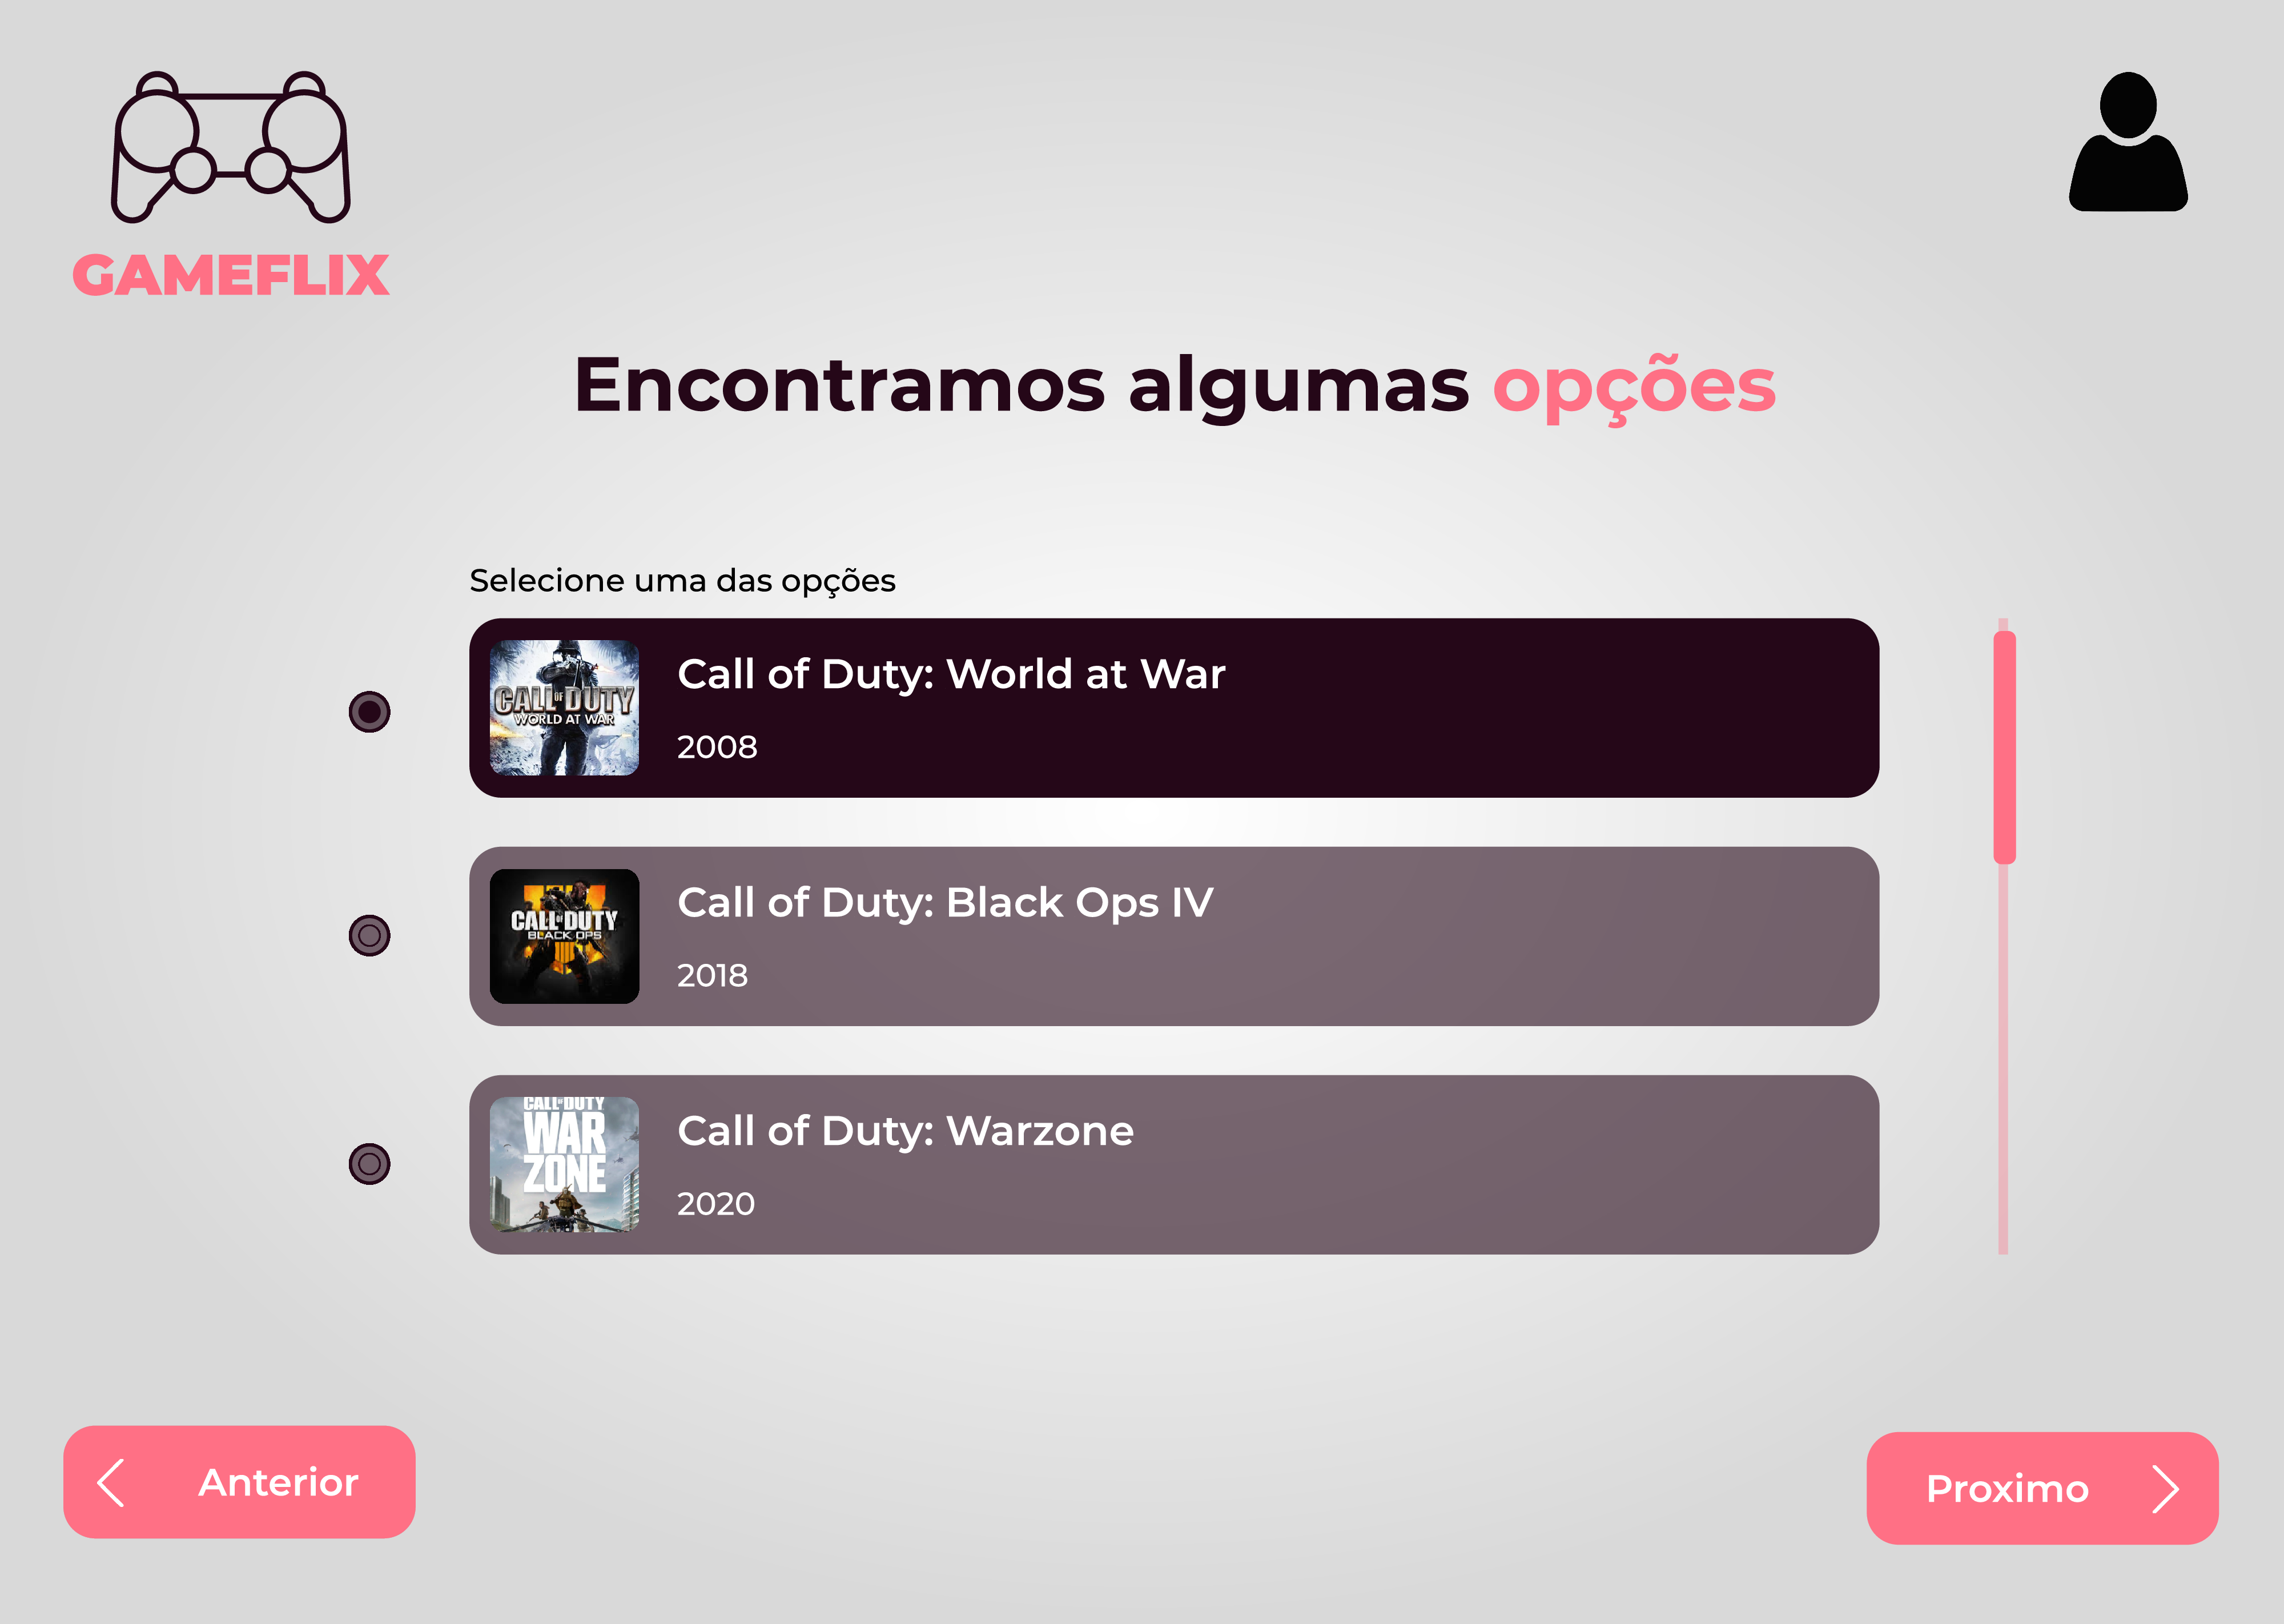 GAMEFLIX
Encontramos algumas opções
Selecione uma das opções
CALL OF DUTY
WORLD AT WAR
Call of Duty: World at War
2008
CALL OF DUTY
BLACK OPS
Call of Duty: Black Ops IV
2018
CALL OF DUTY
WAR
ZONE
Call of Duty: Warzone
2020
Anterior
Proximo